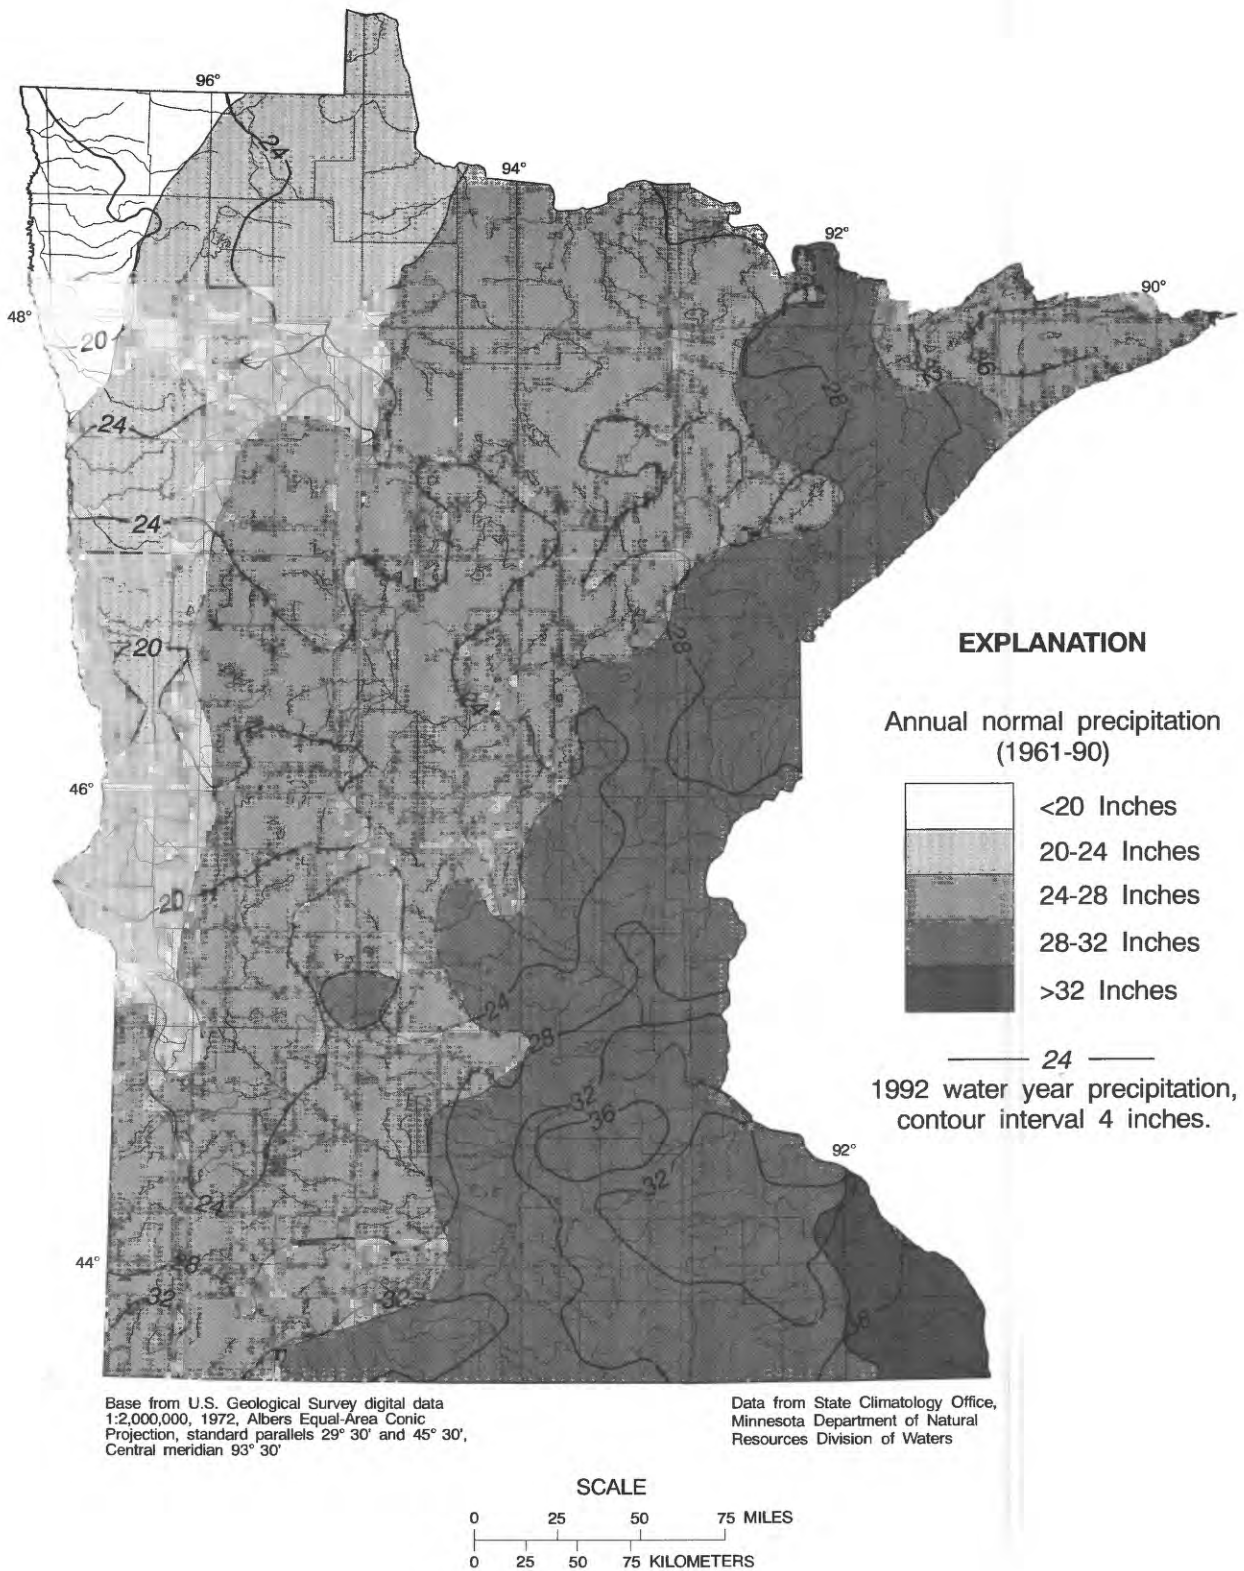 96°
24
94°
92°
90°
48°
20
28
24
24
28
20
24
46°
20
24
28
32
36
32
92°
24
44°
28
32
32
36
EXPLANATION
Annual normal precipitation
(1961-90)
<20 Inches
20-24 Inches
24-28 Inches
28-32 Inches
>32 Inches
24
1992 water year precipitation,
contour interval 4 inches.
Base from U.S. Geological Survey digital data
1:2,000,000, 1972, Albers Equal-Area Conic
Projection, standard parallels 29° 30' and 45° 30',
Central meridian 93° 30'
Data from State Climatology Office,
Minnesota Department of Natural
Resources Division of Waters
SCALE
0 25 50 75 MILES
0 25 50 75 KILOMETERS